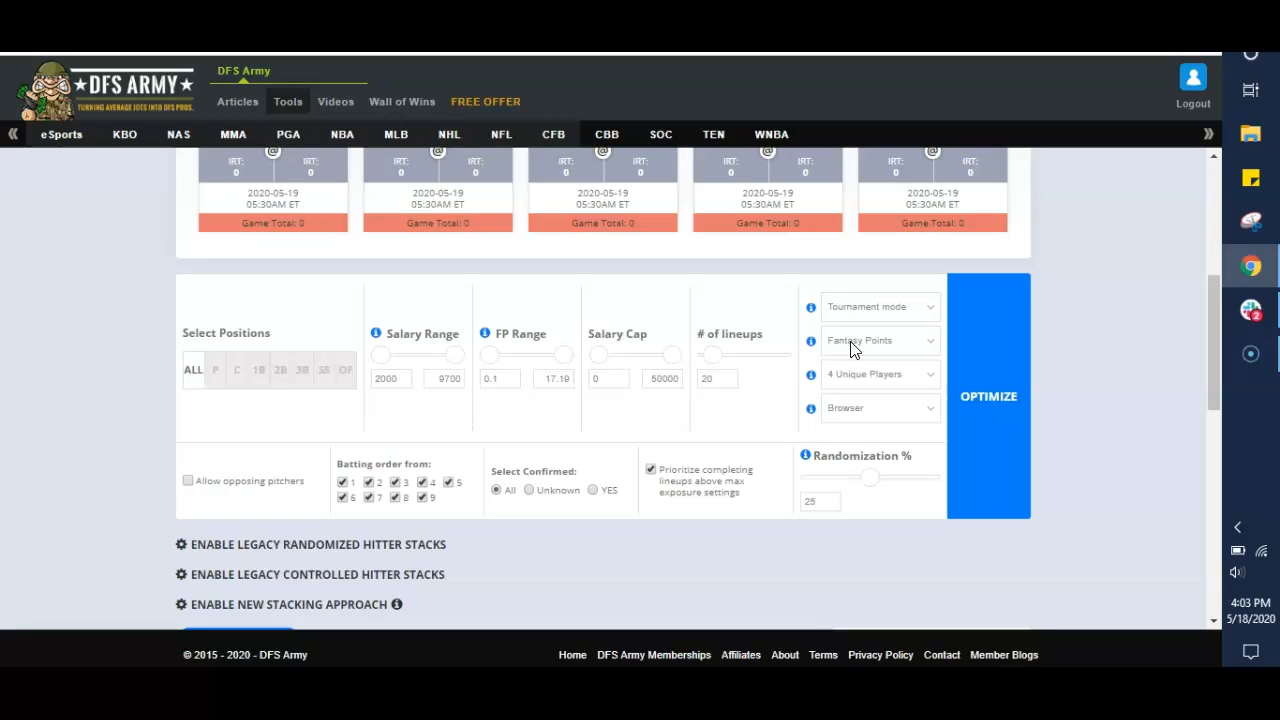 DFS Army
★DFS ARMY★
TURNING AVERAGE JOES INTO DFS PROS.
Articles
Tools
Videos
Wall of Wins
FREE OFFER
Logout
«
eSports
KBO
NAS
MMA
PGA
NBA
MLB
NHL
NFL
CFB
CBB
SOC
TEN
WNBA
»
@
@
@
@
@
IRT:
IRT:
IRT:
IRT:
IRT:
IRT:
IRT:
IRT:
IRT:
IRT:
0
0
0
0
0
0
0
0
0
0
2020-05-19
2020-05-19
2020-05-19
2020-05-19
2020-05-19
05:30AM ET
05:30AM ET
05:30AM ET
05:30AM ET
05:30AM ET
Game Total: 0
Game Total: 0
Game Total: 0
Game Total: 0
Game Total: 0
Select Positions
ALL
P
C
1B
2B
3B
SS
OF
Salary Range
2000
9700
FP Range
0.1
17.19
Salary Cap
0
50000
# of lineups
20
Tournament mode
Fantasy Points
4 Unique Players
Browser
OPTIMIZE
Allow opposing pitchers
Batting order from:
1
2
3
4
5
6
7
8
9
Select Confirmed:
All
Unknown
YES
Prioritize completing
lineups above max
exposure settings
Randomization %
25
ENABLE LEGACY RANDOMIZED HITTER STACKS
ENABLE LEGACY CONTROLLED HITTER STACKS
ENABLE NEW STACKING APPROACH
© 2015 - 2020 - DFS Army
Home
DFS Army Memberships
Affiliates
About
Terms
Privacy Policy
Contact
Member Blogs
2
4:03 PM
5/18/2020